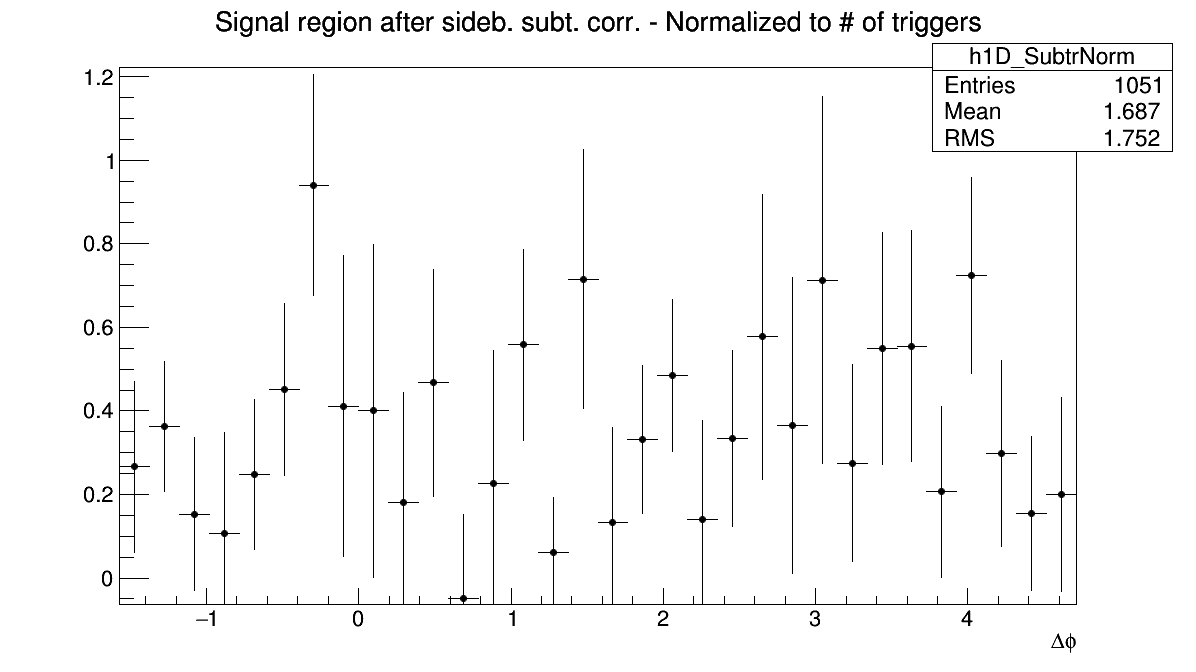 Signal region after sideb. subt. corr. - Normalized to # of triggers
h1D_SubtrNorm
Entries 1051
Mean 1.687
RMS 1.752
1.2
1
0.8
0.6
0.4
0.2
0
−1 0 1 2 3 4
Δϕ